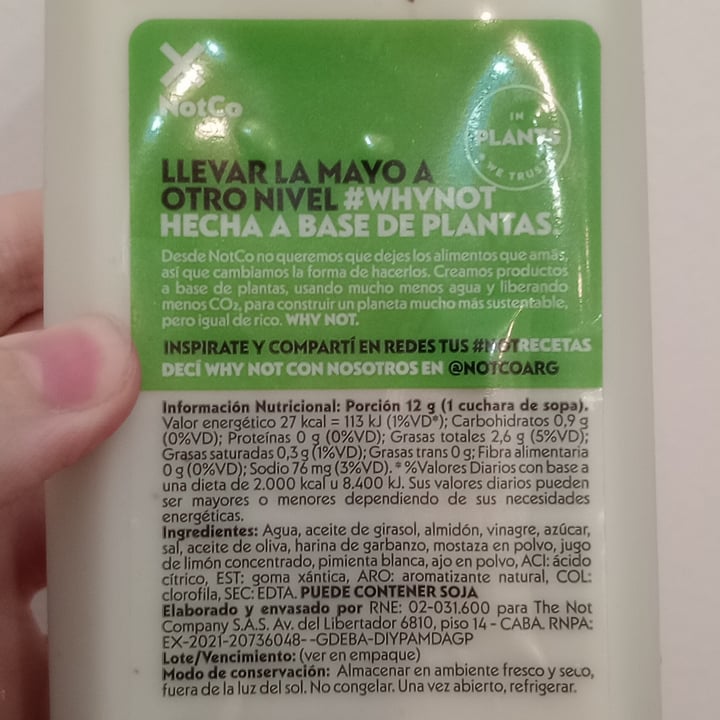 NotCo
IN
PLANTS
WE TRUST
LLEVAR LA MAYO A
OTRO NIVEL #WHYNOT
HECHA A BASE DE PLANTAS
Desde NotCo no queremos que dejes los alimentos que amás,
así que cambiamos la forma de hacerlos. Creamos productos
a base de plantas, usando mucho menos agua y liberando
menos CO₂, para construir un planeta mucho más sustentable,
pero igual de rico. WHY NOT.
INSPIRATE Y COMPARTÍ EN REDES TUS #NOTRECETAS
DECÍ WHY NOT CON NOSOTROS EN @NOTCOARG
Información Nutricional: Porción 12 g (1 cuchara de sopa).
Valor energético 27 kcal = 113 kJ (1%VD*); Carbohidratos 0,9 g
(0%VD); Proteínas 0 g (0%VD); Grasas totales 2,6 g (5%VD);
Grasas saturadas 0,3 g (1%VD); Grasas trans 0 g; Fibra alimentaria
0 g (0%VD); Sodio 76 mg (3%VD). * %Valores Diarios con base a
una dieta de 2.000 kcal u 8.400 kJ. Sus valores diarios pueden
ser mayores o menores dependiendo de sus necesidades
energéticas.
Ingredientes: Agua, aceite de girasol, almidón, vinagre, azúcar,
sal, aceite de oliva, harina de garbanzo, mostaza en polvo, jugo
de limón concentrado, pimienta blanca, ajo en polvo, ACI: ácido
cítrico, EST: goma xántica, ARO: aromatizante natural, COL:
clorofila, SEC: EDTA. PUEDE CONTENER SOJA
Elaborado y envasado por RNE: 02-031.600 para The Not
Company S.A.S. Av. del Libertador 6810, piso 14 - CABA. RNPA:
EX-2021-20736048- -GDEBA-DIYPAMDAGP
Lote/Vencimiento: (ver en empaque)
Modo de conservación: Almacenar en ambiente fresco y seco,
fuera de la luz del sol. No congelar. Una vez abierto, refrigerar.